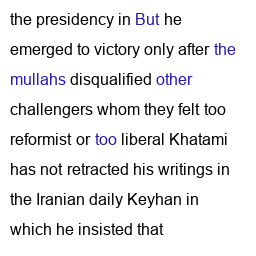 the presidency in But he
emerged to victory only after the
mullahs disqualified other
challengers whom they felt too
reformist or too liberal Khatami
has not retracted his writings in
the Iranian daily Keyhan in
which he insisted that